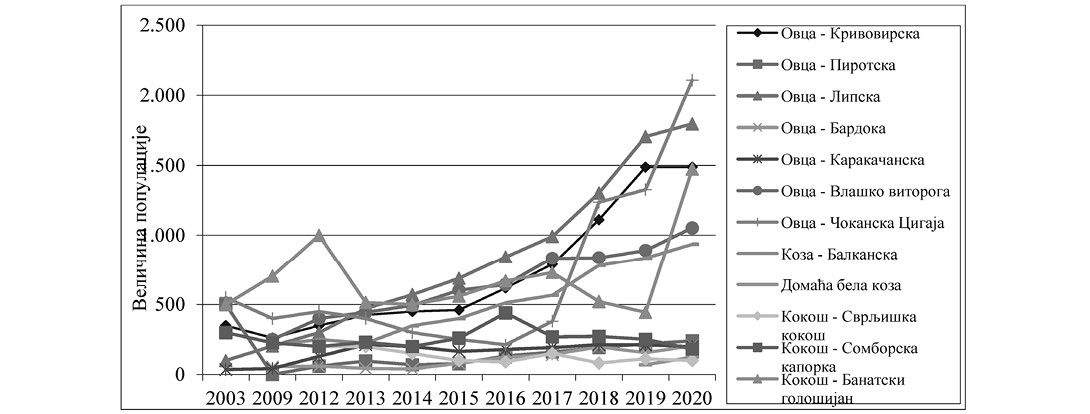 Величина популације
2.500
2.000
1.500
1.000
500
0
2003 2009 2012 2013 2014 2015 2016 2017 2018 2019 2020
Овца - Кривовирска
Овца - Пиротска
Овца - Липска
Овца - Бардока
Овца - Каракачанска
Овца - Влашко виторога
Овца - Чоканска Цигаја
Коза - Балканска
Домаћа бела коза
Кокош - Сврљишка
кокош
Кокош - Сомборска
капорка
Кокош - Банатски
голошијан